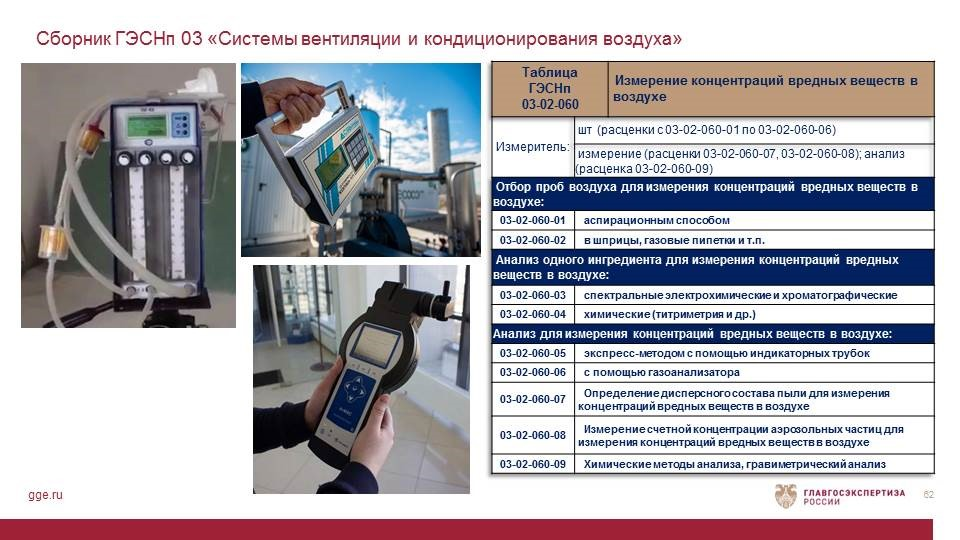 Сборник ГЭСНп 03 «Системы вентиляции и кондиционирования воздуха»
Таблица
ГЭСНп
03-02-060
Измерение концентраций вредных веществ в
воздухе
Измеритель:
шт (расценки с 03-02-060-01 по 03-02-060-06)
измерение (расценки 03-02-060-07, 03-02-060-08); анализ
(расценка 03-02-060-09)
Отбор проб воздуха для измерения концентраций вредных веществ в
воздухе:
03-02-060-01 аспирационным способом
03-02-060-02 в шприцы, газовые пипетки и т.п.
Анализ одного ингредиента для измерения концентраций вредных
веществ в воздухе:
03-02-060-03 спектральные электрохимические и хроматографические
03-02-060-04 химические (титриметрия и др.)
Анализ для измерения концентраций вредных веществ в воздухе:
03-02-060-05 экспресс-методом с помощью индикаторных трубок
03-02-060-06 с помощью газоанализатора
03-02-060-07 Определение дисперсного состава пыли для измерения
концентраций вредных веществ в воздухе
03-02-060-08 Измерение счетной концентрации аэрозольных частиц для
измерения концентраций вредных веществ в воздухе
03-02-060-09 Химические методы анализа, гравиметрический анализ
gge.ru
ГЛАВГОСЭКСПЕРТИЗА
РОССИИ
62